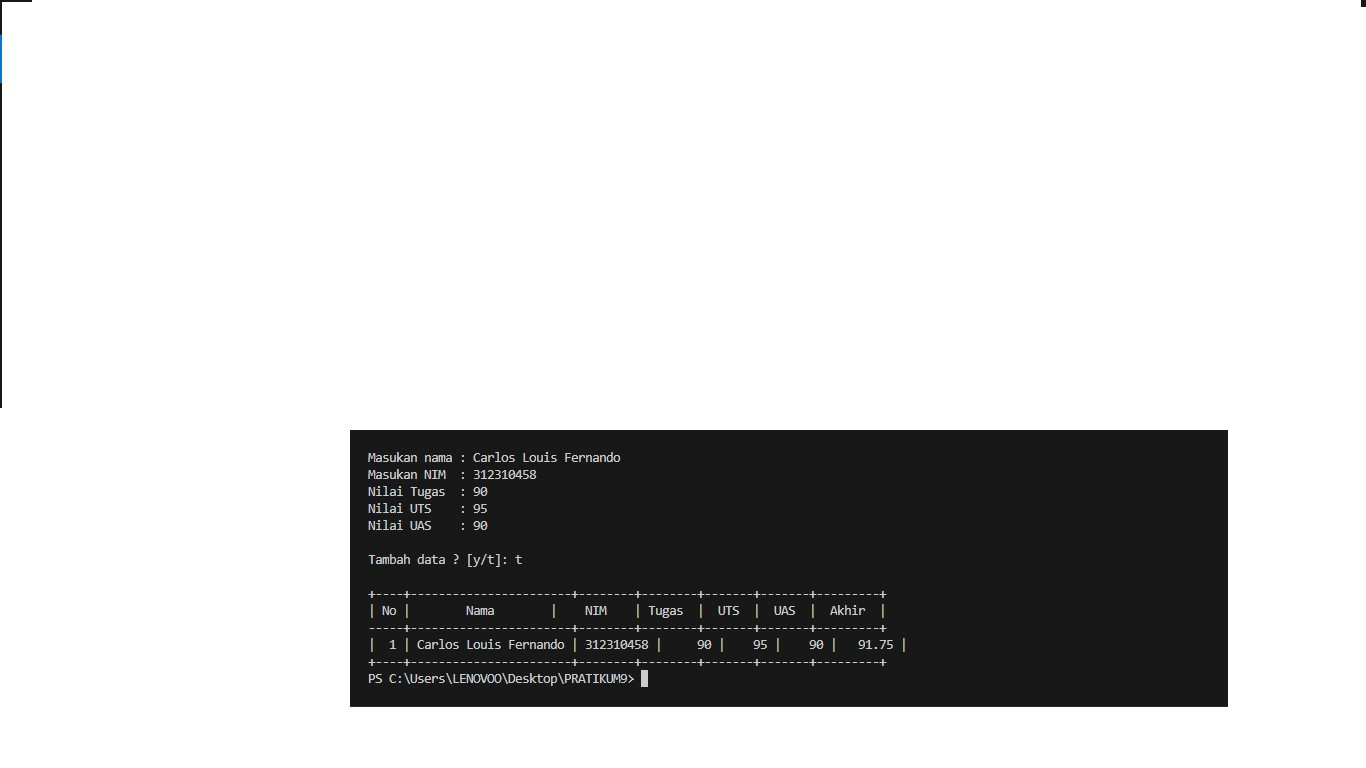 Masukan nama : Carlos Louis Fernando
Masukan NIM  : 312310458
Nilai Tugas  : 90
Nilai UTS    : 95
Nilai UAS    : 90
Tambah data ? [y/t]: t
+----+-----------------------+--------+--------+-------+-------+---------+
| No |        Nama        |    NIM    | Tugas  |  UTS  |  UAS  |  Akhir  |
-----+-----------------------+--------+--------+-------+-------+---------+
|  1 | Carlos Louis Fernando | 312310458 |     90 |    95 |    90 |   91.75 |
+----+-----------------------+--------+--------+-------+-------+---------+
PS C:\Users\LENOVOO\Desktop\PRATIKUM9>